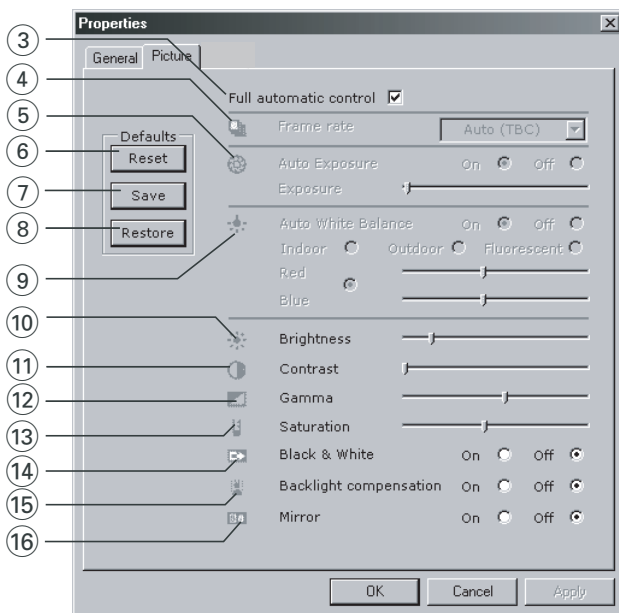 Properties
General Picture
3
Full automatic control
4
Frame rate Auto (TBC)
5
Auto Exposure On Off
Exposure
Defaults
6
Reset
7
Save
8
Restore
9
Auto White Balance On Off
Indoor Outdoor Fluorescent
Red
Blue
10
Brightness
11
Contrast
12
Gamma
13
Saturation
14
Black & White On Off
15
Backlight compensation On Off
16
Mirror On Off
OK Cancel Apply